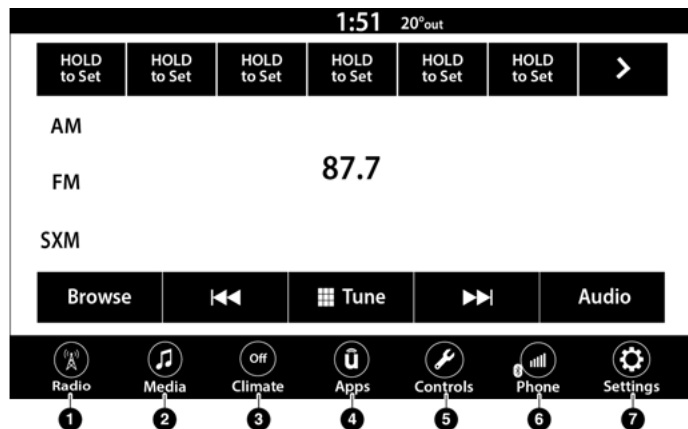 1:51 20°out
HOLD to Set HOLD to Set HOLD to Set HOLD to Set HOLD to Set HOLD to Set >
AM
87.7
FM
SXM
Browse Tune Audio
Off ū
Radio Media Climate Apps Controls Phone Settings
1 2 3 4 5 6 7